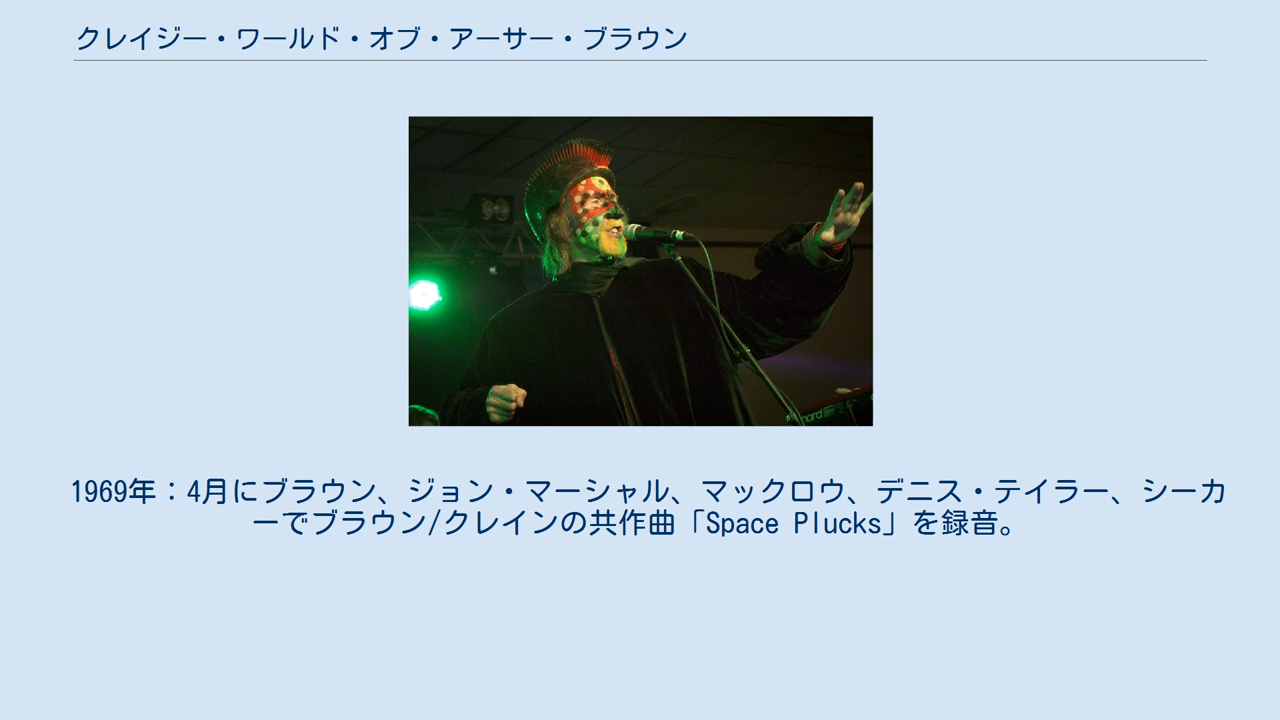 クレイジー・ワールド・オブ・アーサー・ブラウン
90
nord
1969年：4月にブラウン、ジョン・マーシャル、マックロウ、デニス・テイラー、シーカ
ーでブラウン/クレインの共作曲「Space Plucks」を録音。